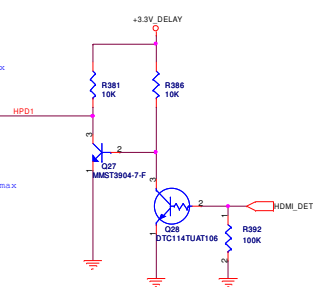 +3.3V_DELAY
x
R381
10K
R386
10K
HPD1
3
2
Q27
MMST3904-7-F
1
max
3
2
HDMI_DET
Q28
DTC114TUAT106
1
1
R392
100K
2